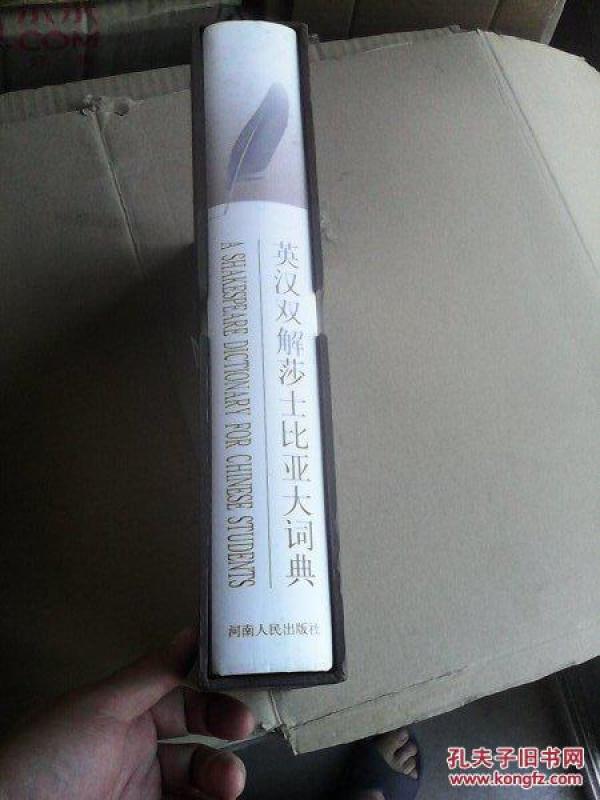 英汉双解莎士比亚大词典
A SHAKESPEARE DICTIONARY FOR CHINESE STUDENTS
河南人民出版社
孔夫子旧书网
www.kongfz.com